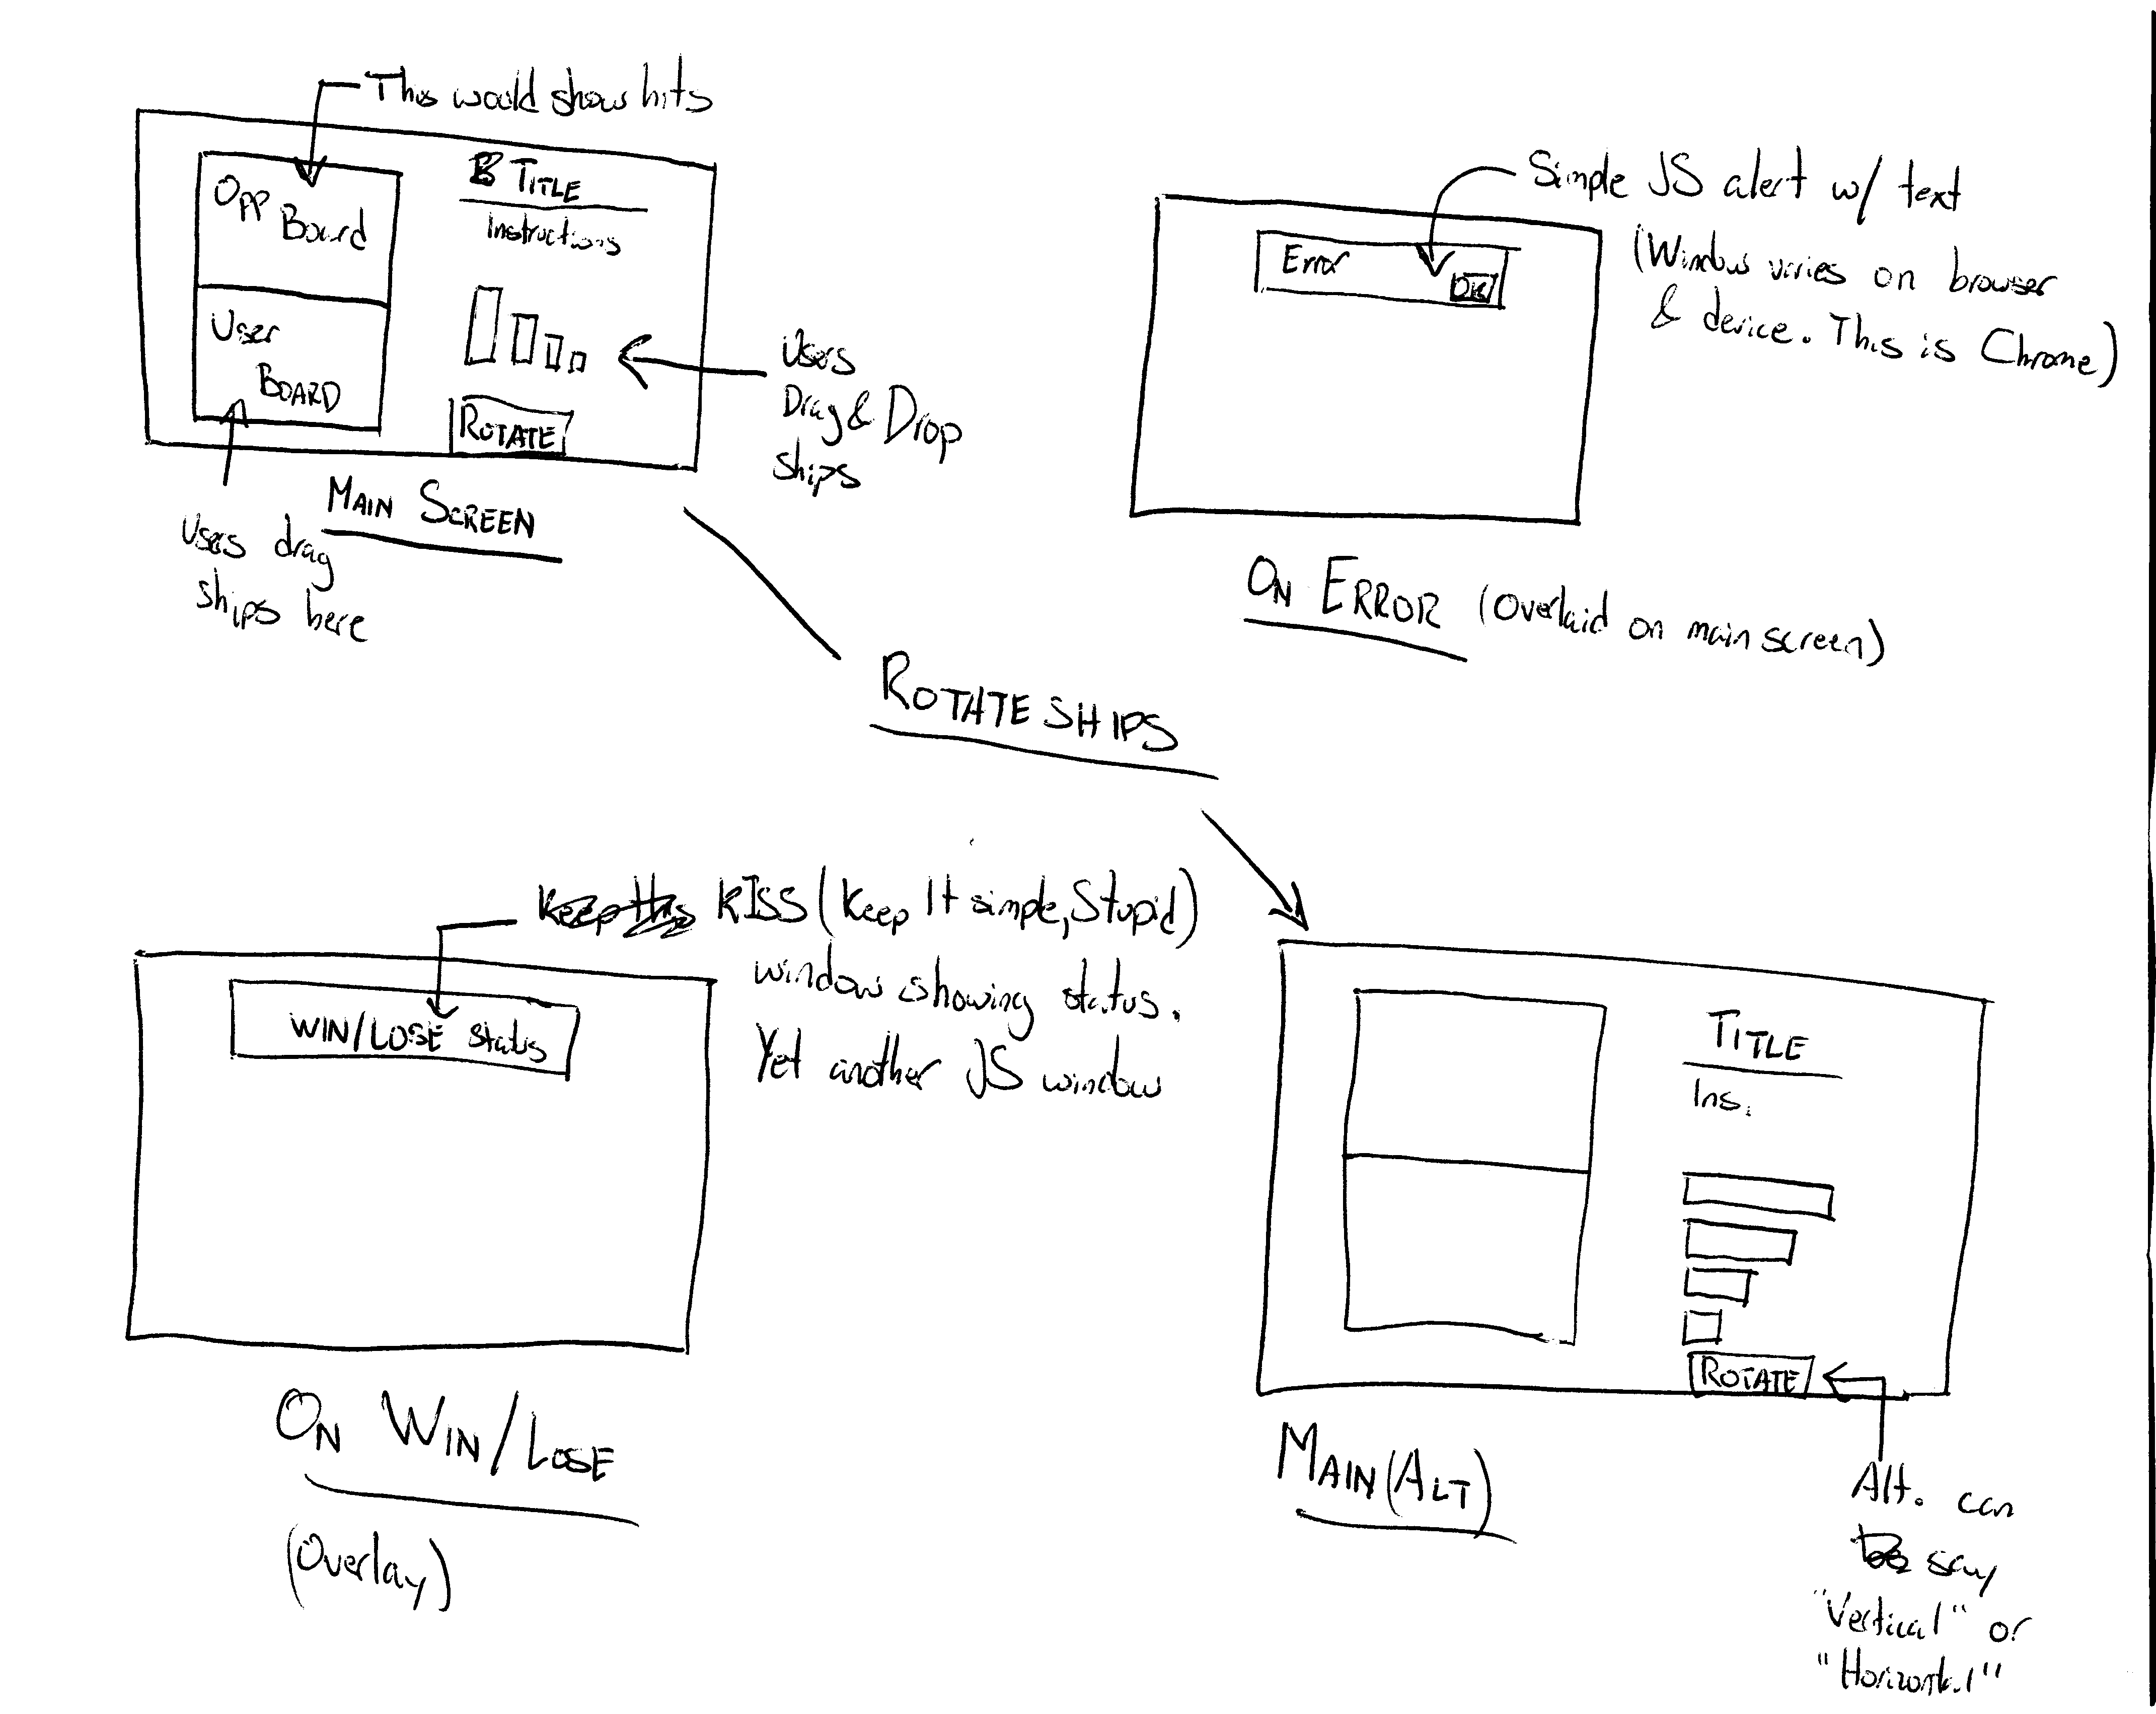 This would show hits
Opp
Board
TITLE
Instructions
User
BOARD
ROTATE
Users
Drag & Drop
ships
MAIN SCREEN
Users drag
ships here
Simple JS alert w/ text
(Window varies on browser
& device. This is Chrome)
Error
OK
ON ERROR (Overlaid on main screen)
ROTATE SHIPS
Keep this KISS (Keep It simple, Stupid)
window showing status.
Yet another JS window
WIN/LOSE status
ON WIN/LOSE
(Overlay)
TITLE
Ins.
ROTATE
MAIN (ALT)
Alt. can
be say
"Vertical" or
"Horizontal"